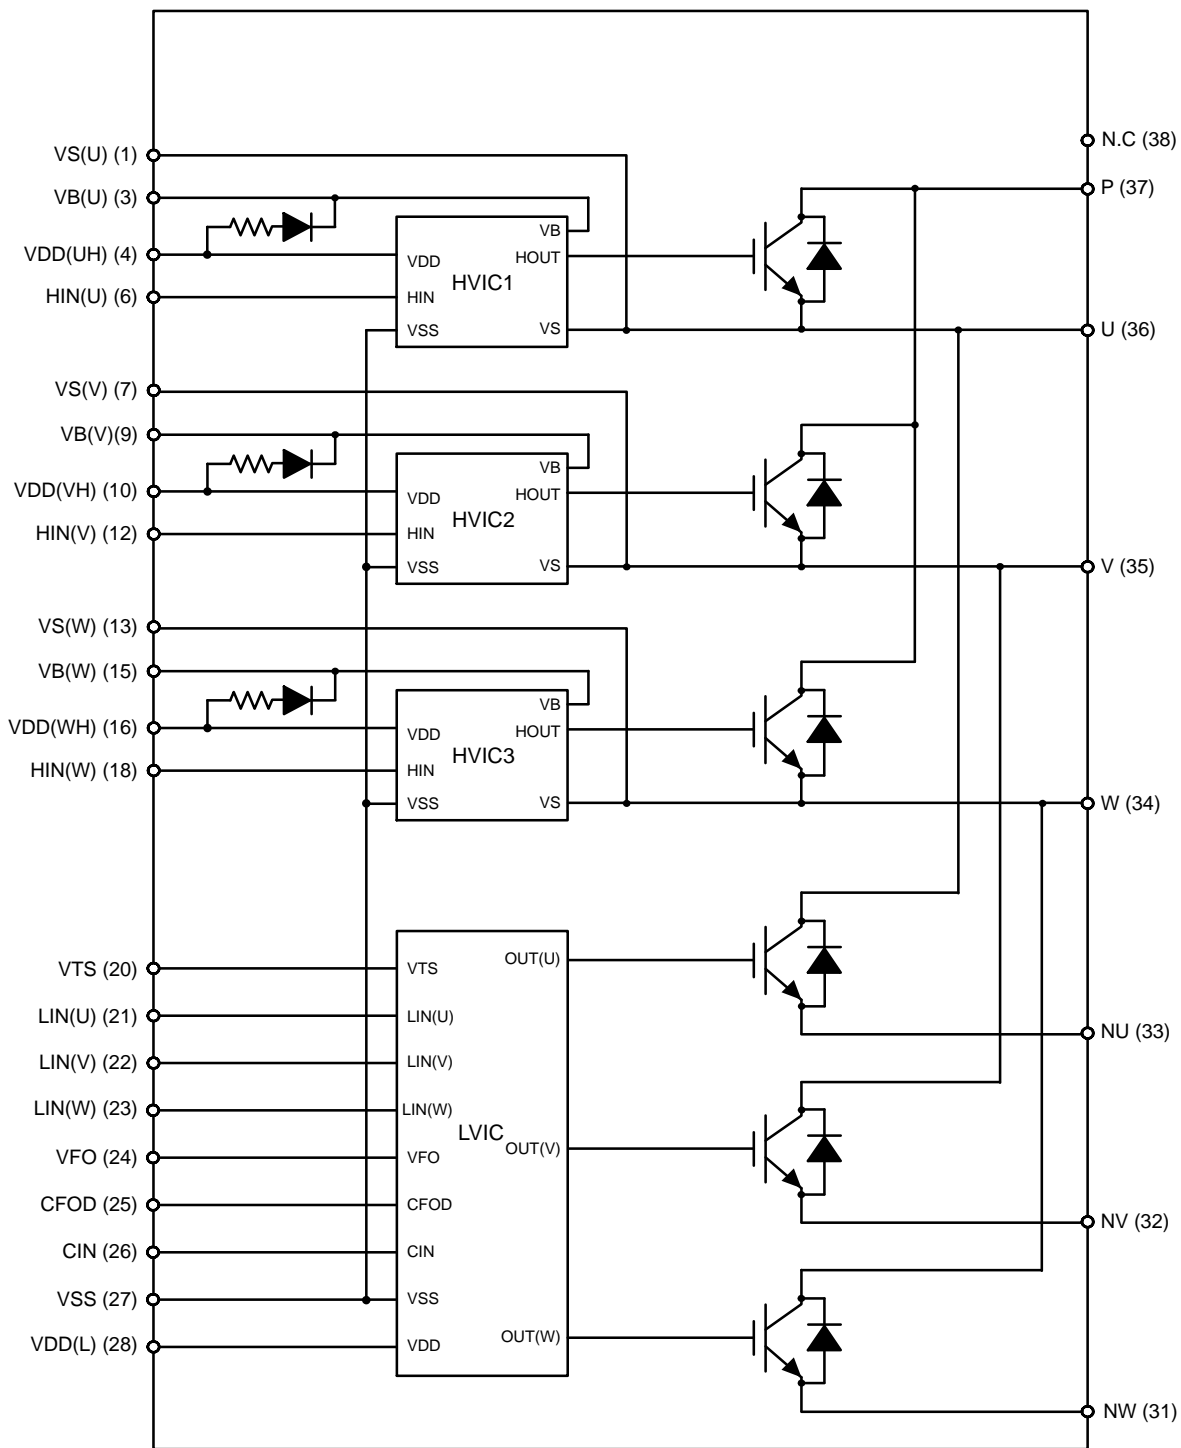 VS(U) (1)
VB(U) (3)
VDD(UH) (4)
HIN(U) (6)
VS(V) (7)
VB(V)(9)
VDD(VH) (10)
HIN(V) (12)
VS(W) (13)
VB(W) (15)
VDD(WH) (16)
HIN(W) (18)
VTS (20)
LIN(U) (21)
LIN(V) (22)
LIN(W) (23)
VFO (24)
CFOD (25)
CIN (26)
VSS (27)
VDD(L) (28)
VB
VDD
HOUT
HVIC1
HIN
VSS
VS
VB
VDD
HOUT
HVIC2
HIN
VSS
VS
VB
VDD
HOUT
HVIC3
HIN
VSS
VS
VTS
OUT(U)
LIN(U)
LIN(V)
LIN(W)
LVIC
OUT(V)
VFO
CFOD
CIN
VSS
OUT(W)
VDD
N.C (38)
P (37)
U (36)
V (35)
W (34)
NU (33)
NV (32)
NW (31)